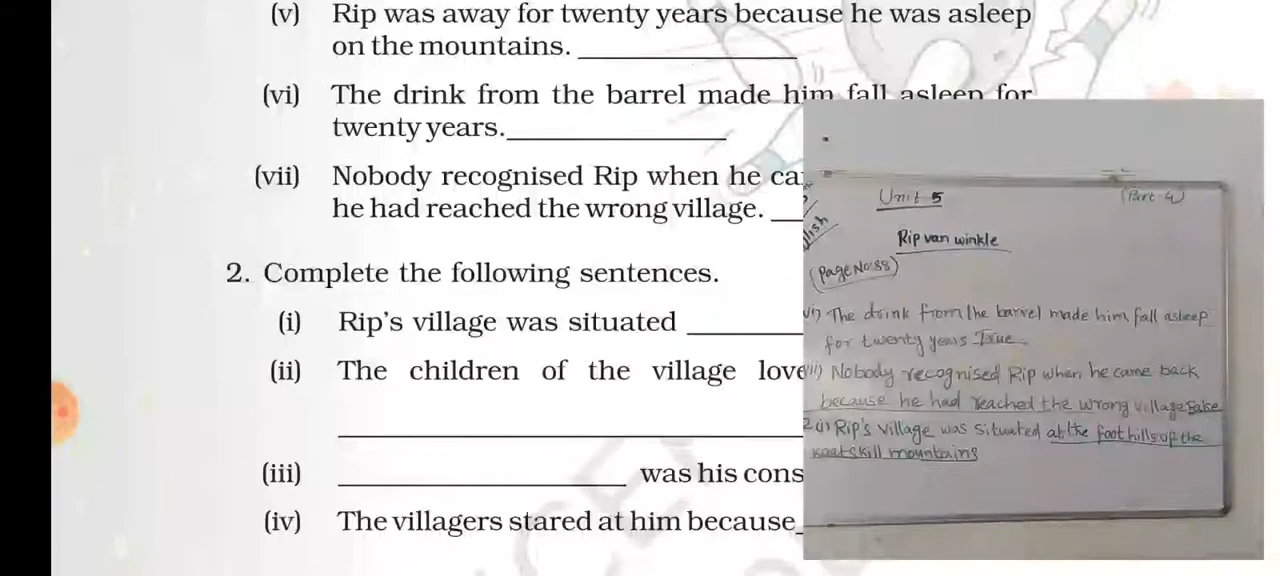 (v) Rip was away for twenty years because he was asleep
on the mountains.
(vi) The drink from the barrel made him fall asleep for
twenty years.
(vii) Nobody recognised Rip when he ca
he had reached the wrong village.
2. Complete the following sentences.
(i) Rip's village was situated
(ii) The children of the village love
(iii) was his cons
(iv) The villagers stared at him because
Unit 5 (Part-4)
lish
Rip van winkle
(Page No:88)
vi) The drink from the barrel made him fall asleep
for twenty years True
vii) Nobody recognised Rip when he came back
because he had reached the wrong village False
2 (i) Rip's village was situated at the foot hills of the
kaatskill mountains